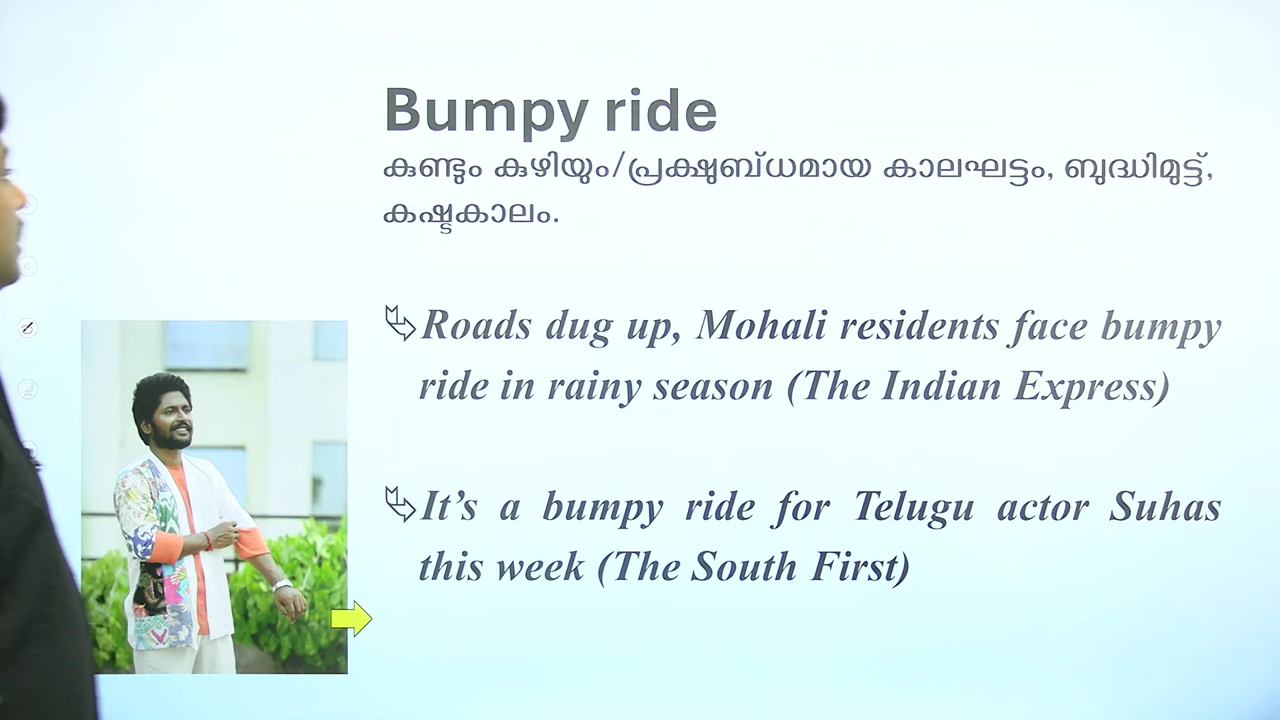 Bumpy ride
കുണ്ടും കുഴിയും/പ്രക്ഷുബ്ധമായ കാലഘട്ടം, ബുദ്ധിമുട്ട്,
കഷ്ടകാലം.
Roads dug up, Mohali residents face bumpy
ride in rainy season (The Indian Express)
It’s a bumpy ride for Telugu actor Suhas
this week (The South First)